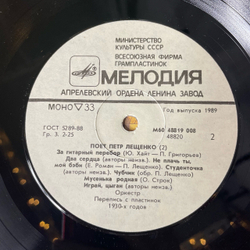 МИНИСТЕРСТВО
КУЛЬТУРЫ СССР
ВСЕСОЮЗНАЯ ФИРМА
ГРАМПЛАСТИНОК
МЕЛОДИЯ
АПРЕЛЕВСКИЙ ОРДЕНА ЛЕНИНА ЗАВОД
МОНО 33
Год выпуска 1989
ГОСТ 5289-88
Гр. 3. 2-25
М60 48819 008
48820
2
ПОЕТ ПЕТР ЛЕЩЕНКО (2)
За гитарный перебор (Ю. Хайт — П. Григорьев)
Два сердца (авторы неизв.). Не плачь ты,
мой бэби (Е. Роман — П. Лещенко). Студенточка
(авторы неизв.). Чубчик (обр. П. Лещенко).
Мусенька родная (О. Строк)
Играй, цыган (авторы неизв.)
Оркестр
Перепись с пластинок
1930-х годов